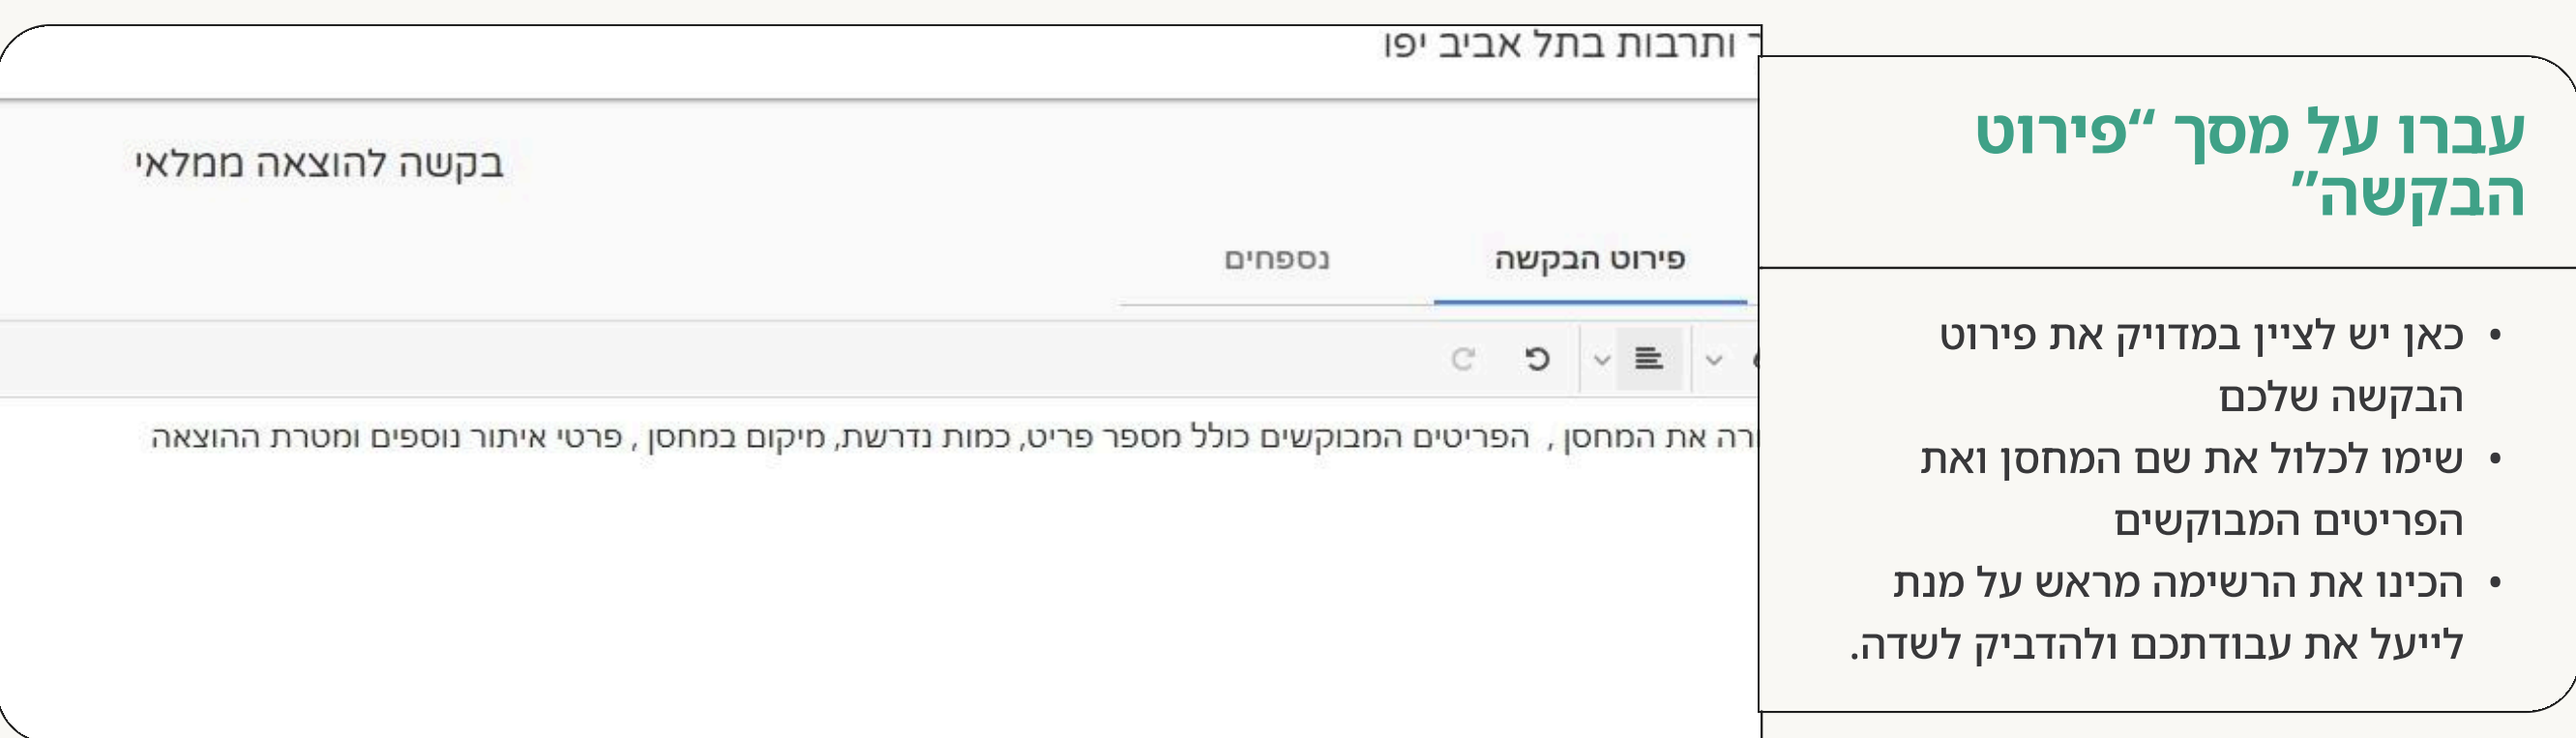 עברו על מסך “פירוט
הבקשה”
• כאן יש לציין במדויק את פירוט
הבקשה שלכם
• שימו לכלול את שם המחסן ואת
הפריטים המבוקשים
• הכינו את הרשימה מראש על מנת
לייעל את עבודתכם ולהדביק לשדה.
ותרבות בתל אביב יפו
בקשה להוצאה ממלאי
פירוט הבקשה נספחים
את המחסן , הפריטים המבוקשים כולל מספר פריט, כמות נדרשת, מיקום במחסן , פרטי איתור נוספים ומטרת ההוצאה